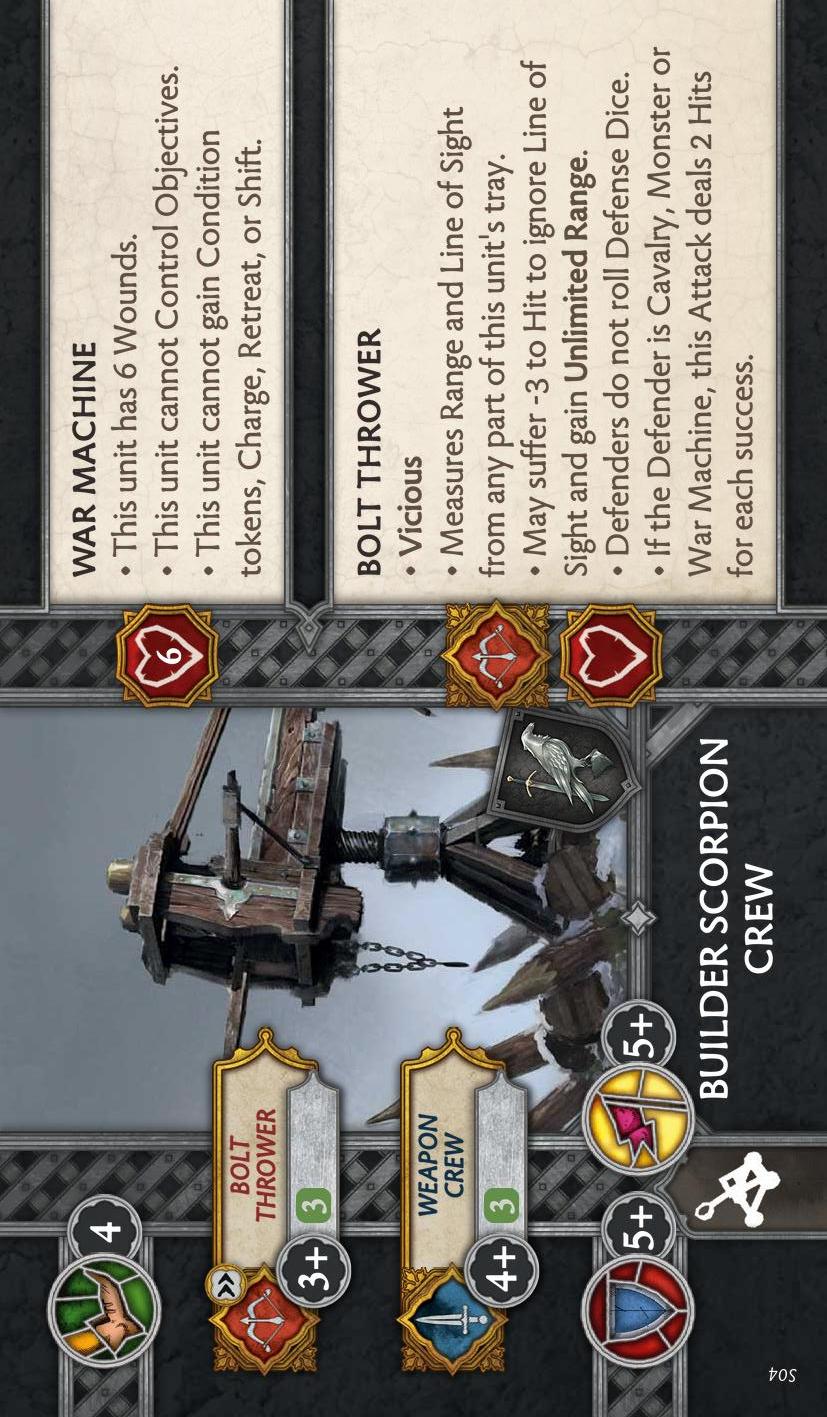 4
BOLT
THROWER
3+
3
WEAPON
CREW
4+
3
5+
5+
BUILDER SCORPION
CREW
S04
6
WAR MACHINE
• This unit has 6 Wounds.
• This unit cannot Control Objectives.
• This unit cannot gain Condition
tokens, Charge, Retreat, or Shift.
BOLT THROWER
• Vicious
• Measures Range and Line of Sight
from any part of this unit's tray.
• May suffer -3 to Hit to ignore Line of
Sight and gain Unlimited Range.
• Defenders do not roll Defense Dice.
• If the Defender is Cavalry, Monster or
War Machine, this Attack deals 2 Hits
for each success.